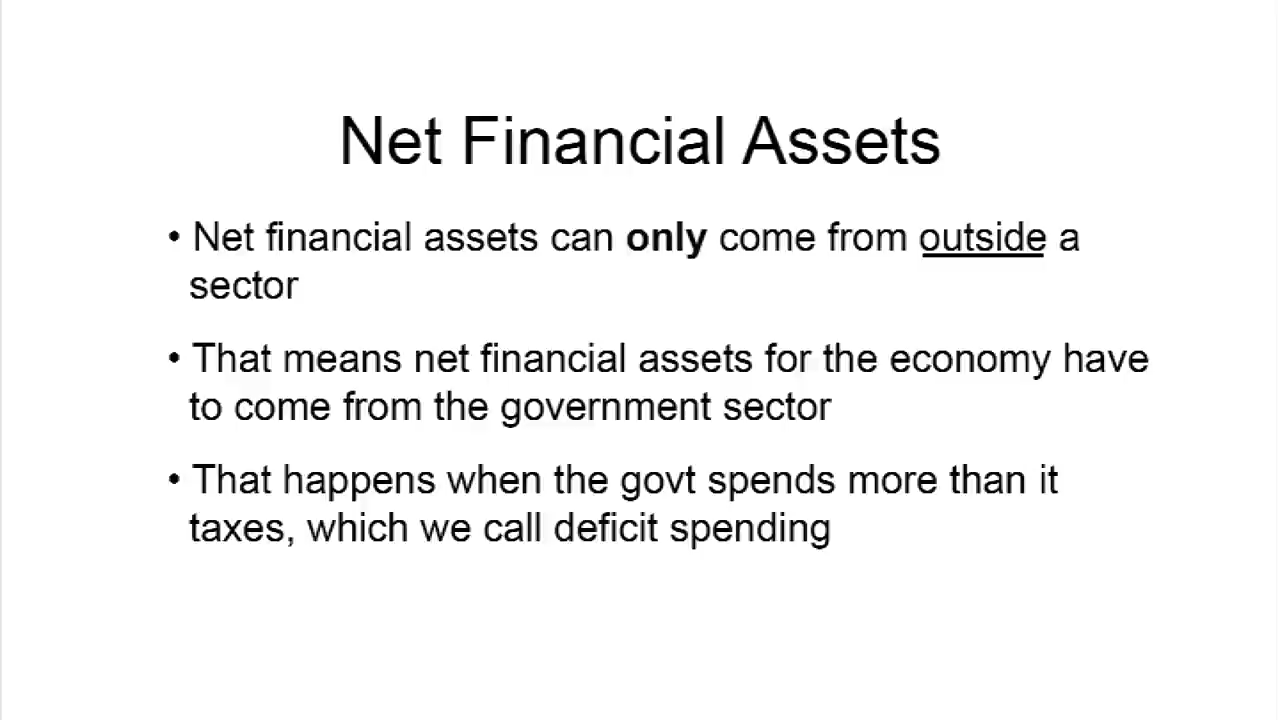 Net Financial Assets
• Net financial assets can only come from outside a
sector
• That means net financial assets for the economy have
to come from the government sector
• That happens when the govt spends more than it
taxes, which we call deficit spending